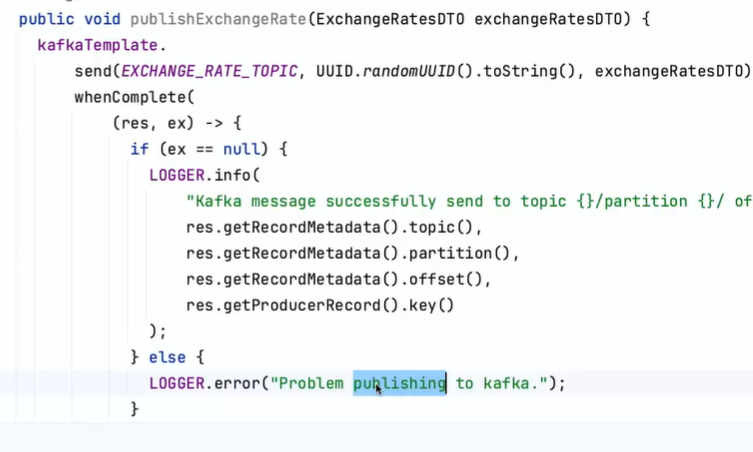 public void publishExchangeRate(ExchangeRatesDTO exchangeRatesDTO) {
kafkaTemplate.
send(EXCHANGE_RATE_TOPIC, UUID.randomUUID().toString(), exchangeRatesDTO)
whenComplete(
(res, ex) -> {
if (ex == null) {
LOGGER.info(
"Kafka message successfully send to topic {}/partition {}/ of
res.getRecordMetadata().topic(),
res.getRecordMetadata().partition(),
res.getRecordMetadata().offset(),
res.getProducerRecord().key()
);
} else {
LOGGER.error("Problem publishing to kafka.");
}